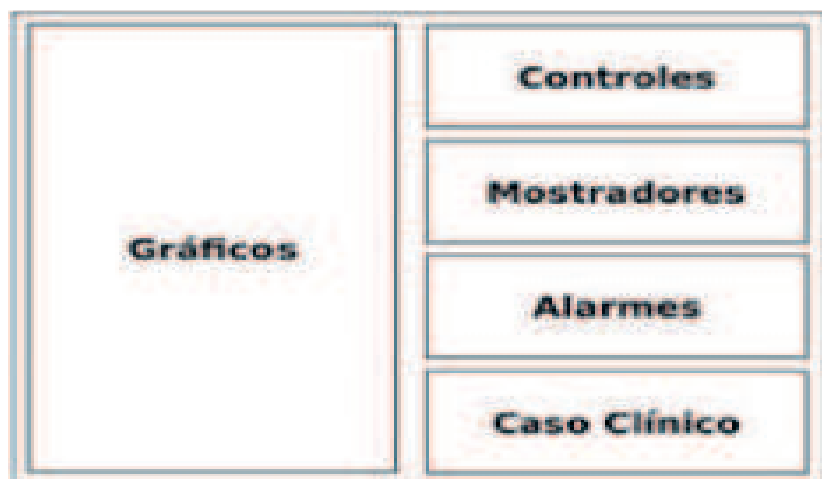 Gráficos
Controles
Mostradores
Alarmes
Caso Clínico